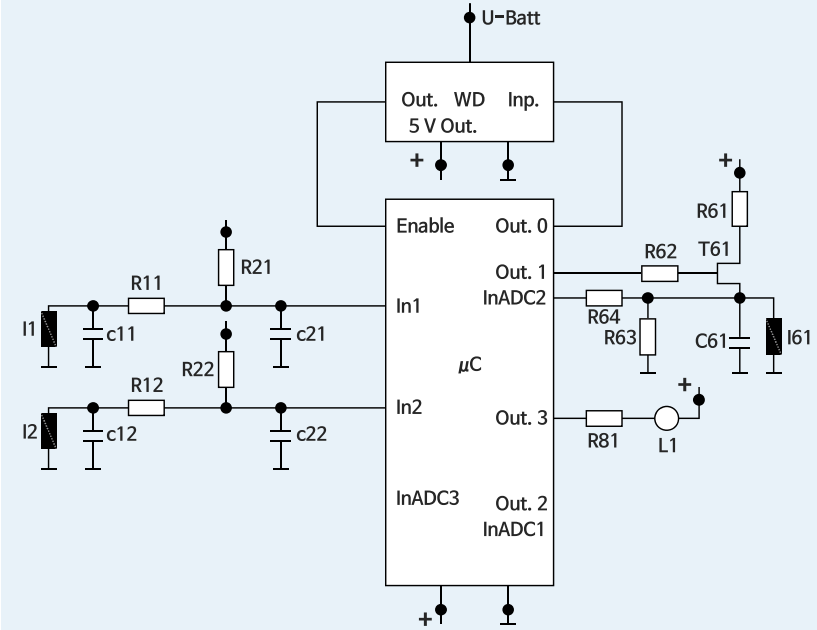 U-Batt
Out. WD Inp.
5 V Out.
+
+
Enable
Out. 0
R61
T61
R62
Out. 1
R21
R11
In1
InADC2
I1
c11
c21
R64
R63
C61
I61
R22
µC
+
R12
In2
Out. 3
I2
c12
c22
R81
L1
InADC3
Out. 2
InADC1
+